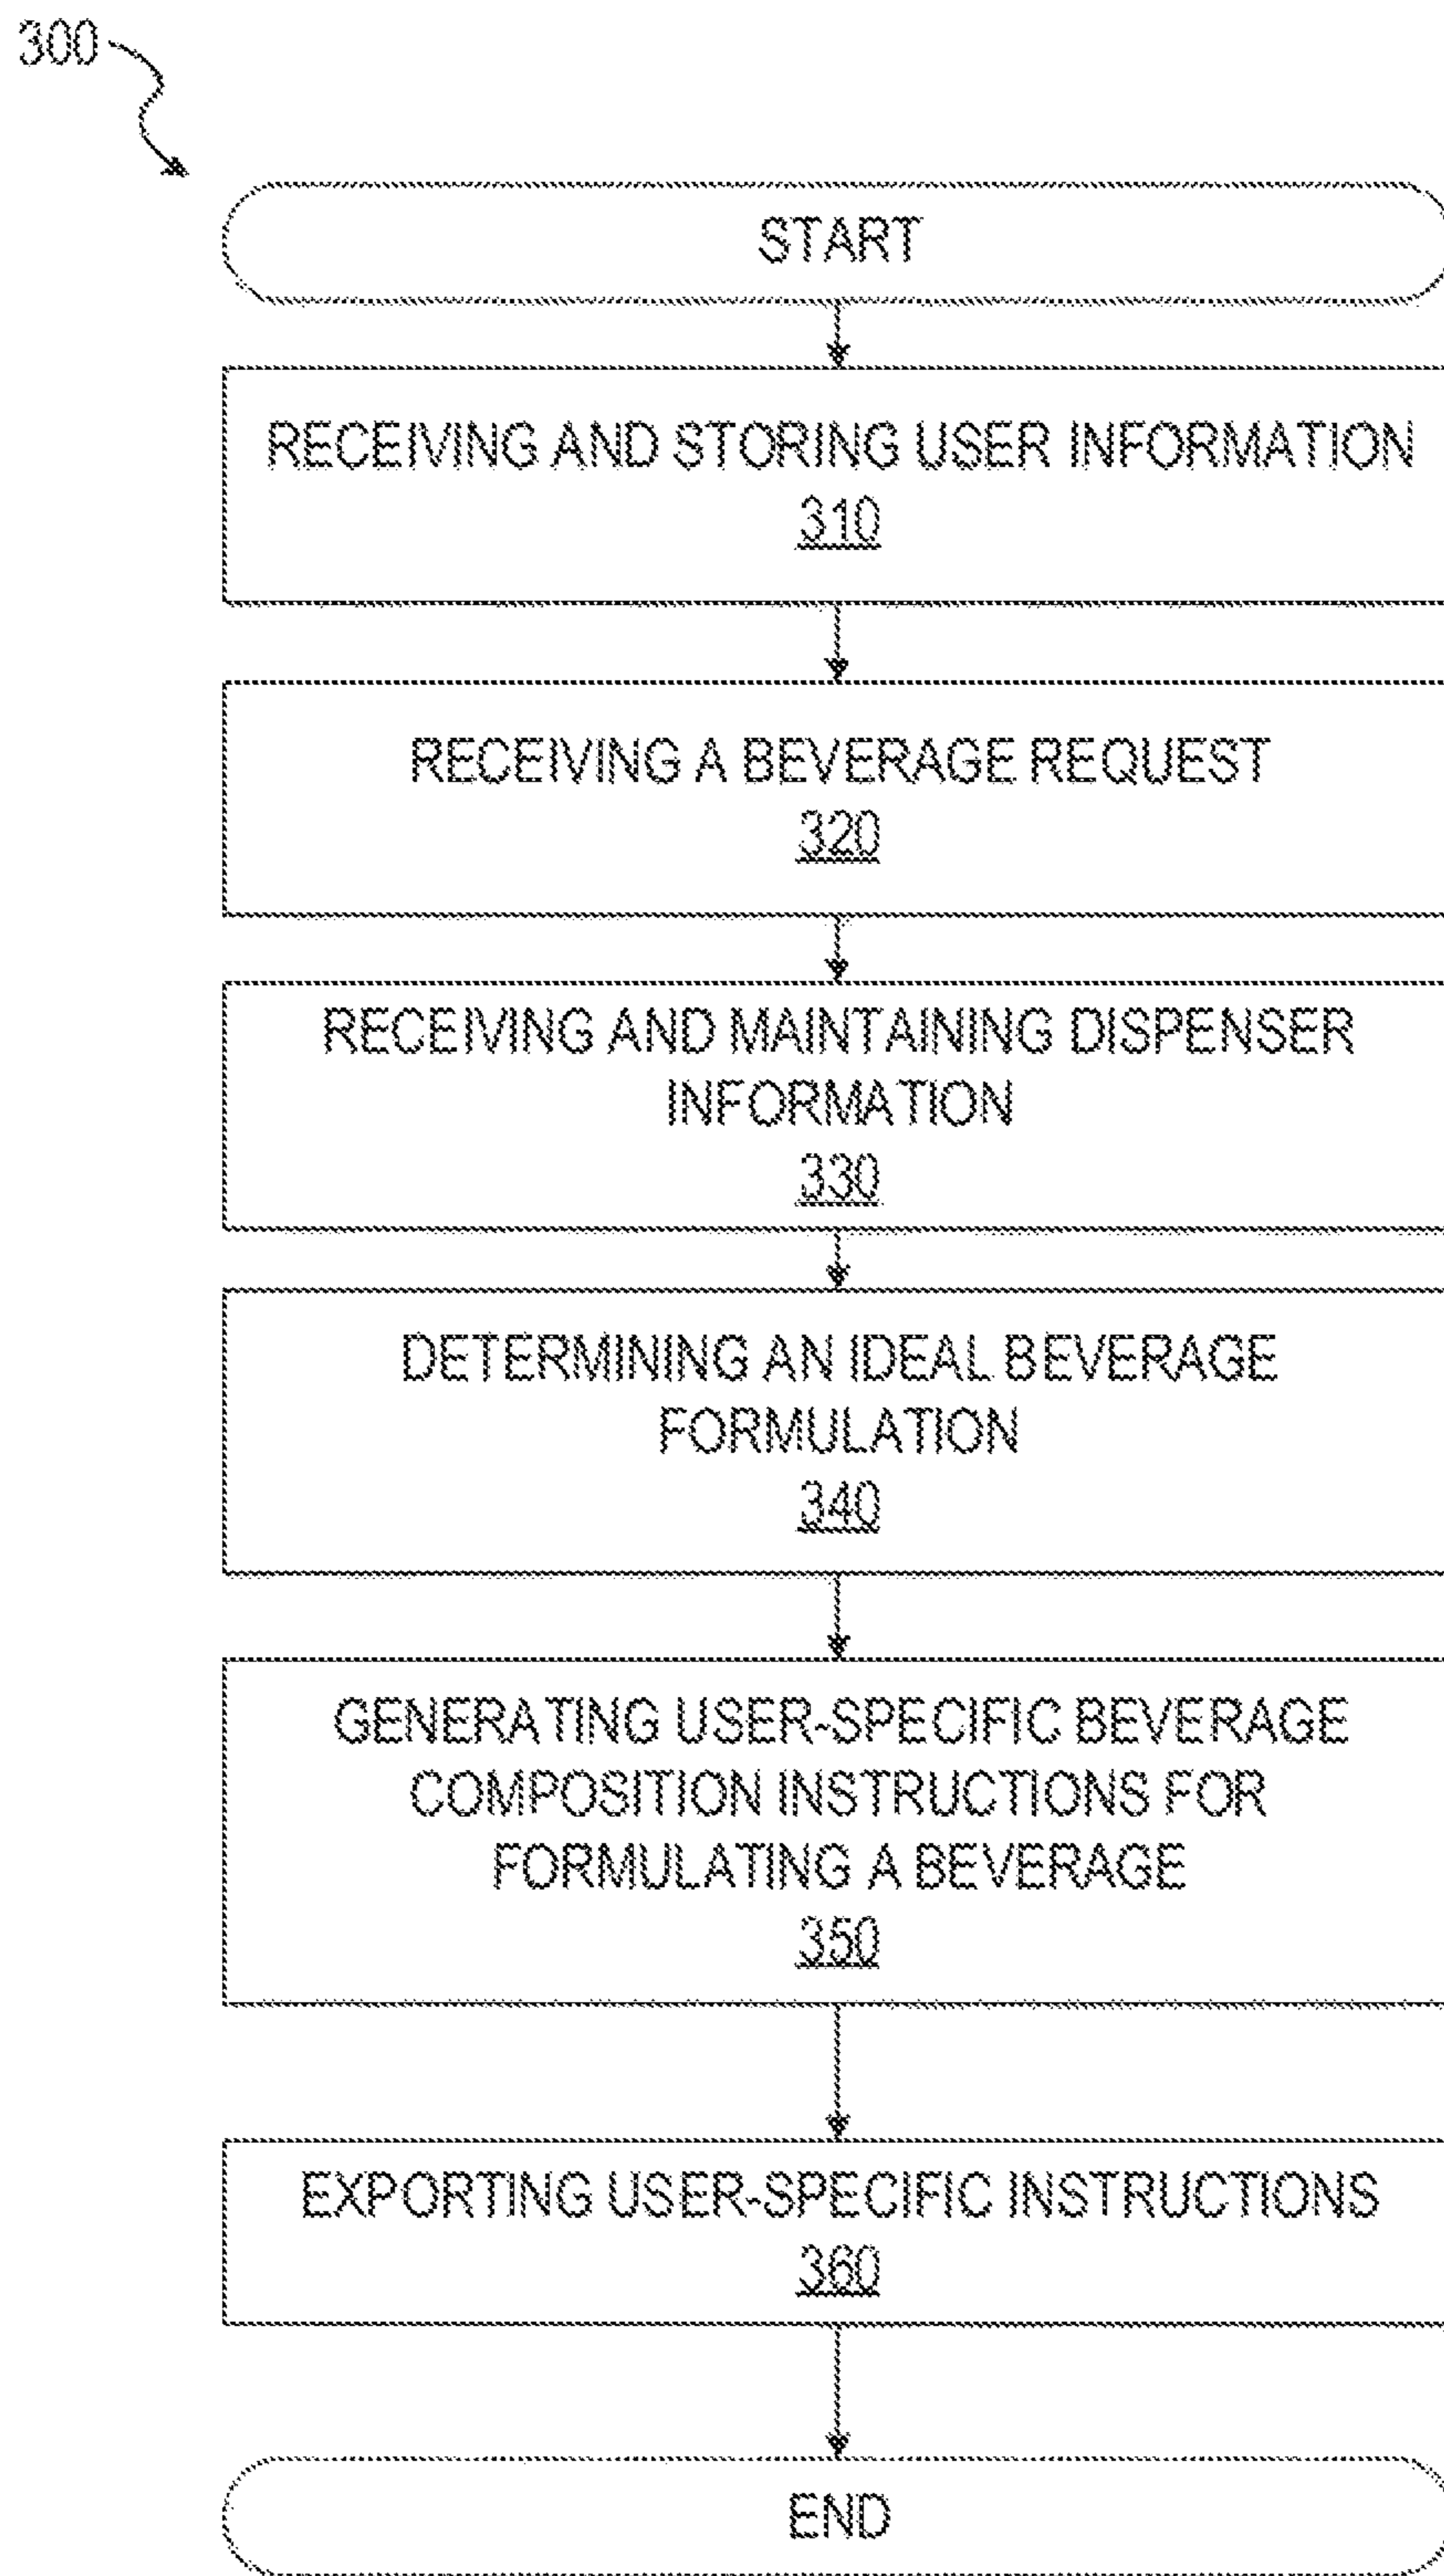 300
START
RECEIVING AND STORING USER INFORMATION
310
RECEIVING A BEVERAGE REQUEST
320
RECEIVING AND MAINTAINING DISPENSER
INFORMATION
330
DETERMINING AN IDEAL BEVERAGE
FORMULATION
340
GENERATING USER-SPECIFIC BEVERAGE
COMPOSITION INSTRUCTIONS FOR
FORMULATING A BEVERAGE
350
EXPORTING USER-SPECIFIC INSTRUCTIONS
360
END